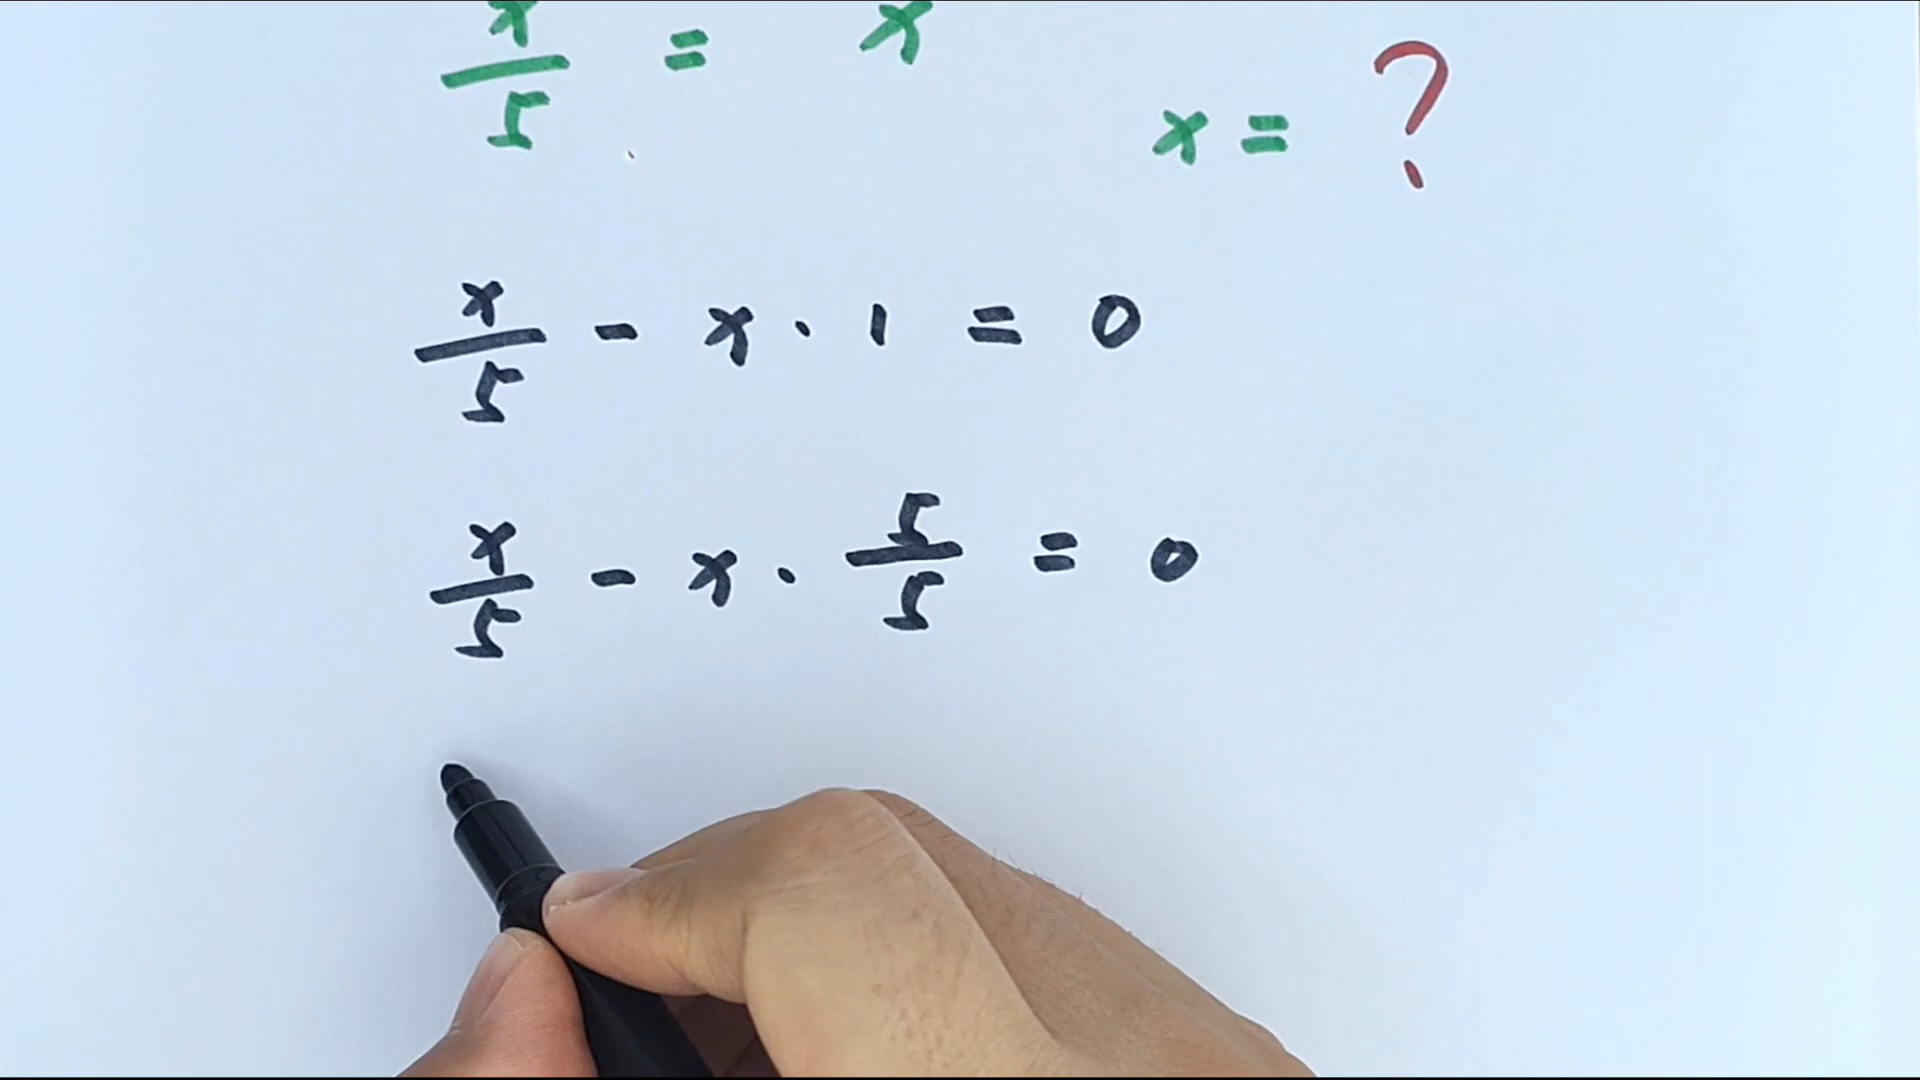 x/5 = x
x = ?
x/5 - x · 1 = 0
x/5 - x · 5/5 = 0